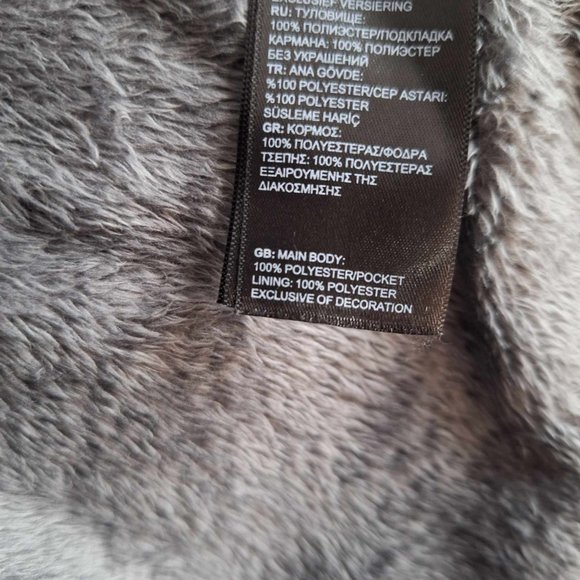 EXCLUSIEF VERSIERING
RU: ТУЛОВИЩЕ:
100% ПОЛИЭСТЕР/ПОДКЛАДКА
КАРМАНА: 100% ПОЛИЭСТЕР
БЕЗ УКРАШЕНИЙ
TR: ANA GÖVDE:
%100 POLYESTER/CEP ASTARI:
%100 POLYESTER
SÜSLEME HARİÇ
GR: ΚΟΡΜΟΣ:
100% ΠΟΛΥΕΣΤΕΡΑΣ/ΦΟΔΡΑ
ΤΣΕΠΗΣ: 100% ΠΟΛΥΕΣΤΕΡΑΣ
ΕΞΑΙΡΟΥΜΕΝΗΣ ΤΗΣ
ΔΙΑΚΟΣΜΗΣΗΣ
GB: MAIN BODY:
100% POLYESTER/POCKET
LINING: 100% POLYESTER
EXCLUSIVE OF DECORATION